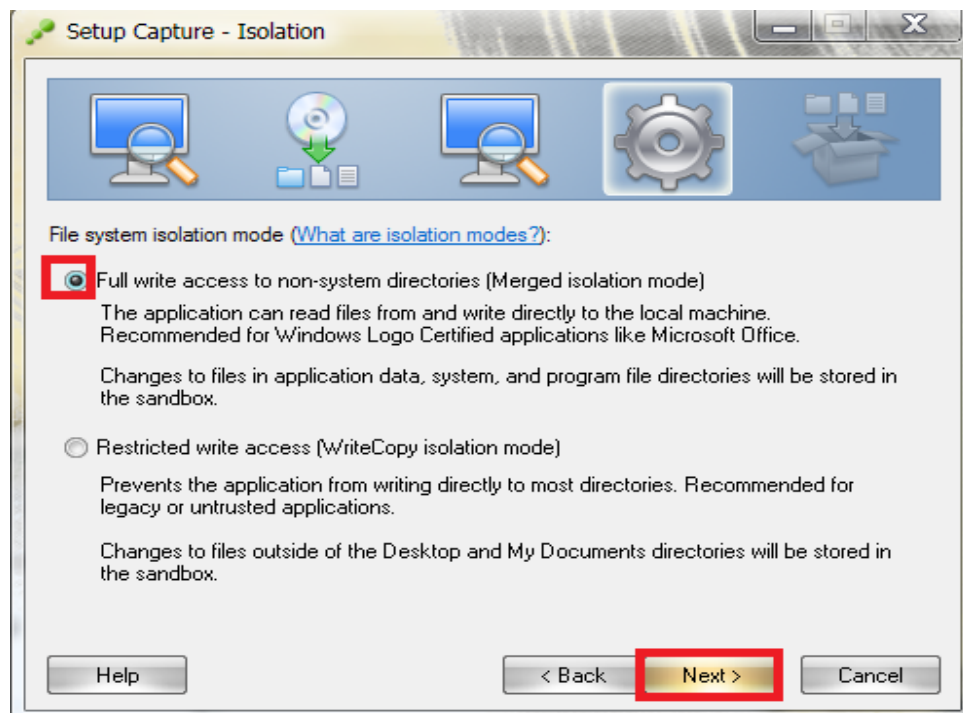 Setup Capture - Isolation
File system isolation mode (What are isolation modes?):
Full write access to non-system directories (Merged isolation mode)
The application can read files from and write directly to the local machine.
Recommended for Windows Logo Certified applications like Microsoft Office.
Changes to files in application data, system, and program file directories will be stored in
the sandbox.
Restricted write access (WriteCopy isolation mode)
Prevents the application from writing directly to most directories. Recommended for
legacy or untrusted applications.
Changes to files outside of the Desktop and My Documents directories will be stored in
the sandbox.
Help < Back Next > Cancel